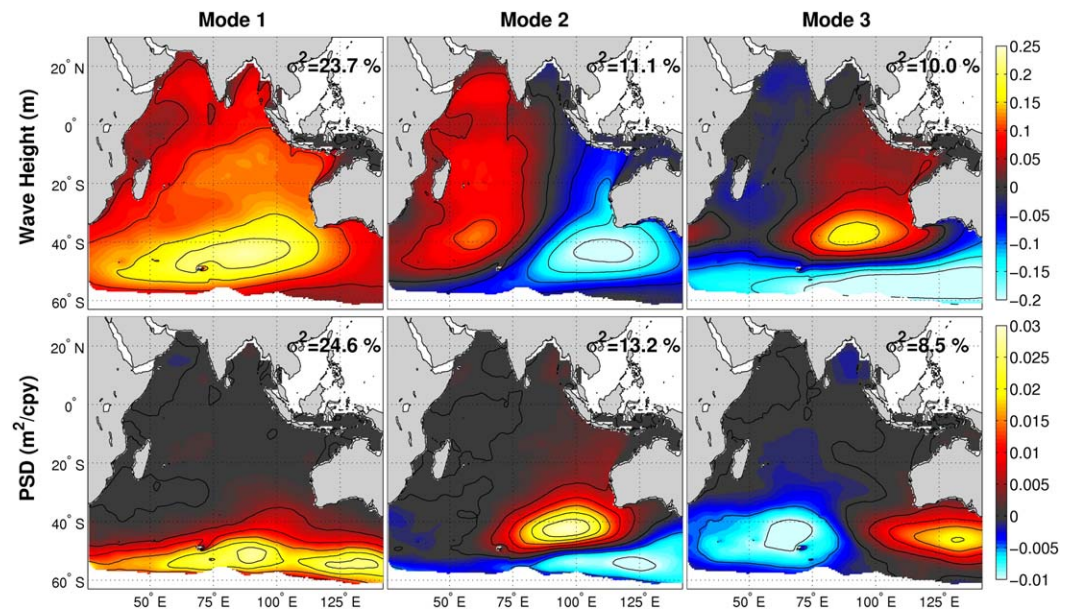 Mode 1 Mode 2 Mode 3
Wave Height (m)
20° N
0°
20° S
40° S
60° S
σ²=23.7 %
σ²=11.1 %
σ²=10.0 %
0.25
0.2
0.15
0.1
0.05
0
−0.05
−0.1
−0.15
−0.2
PSD (m²/cpy)
20° N
0°
20° S
40° S
60° S
σ²=24.6 %
σ²=13.2 %
σ²=8.5 %
0.03
0.025
0.02
0.015
0.01
0.005
0
−0.005
−0.01
50° E 75° E 100° E 125° E 50° E 75° E 100° E 125° E 50° E 75° E 100° E 125° E